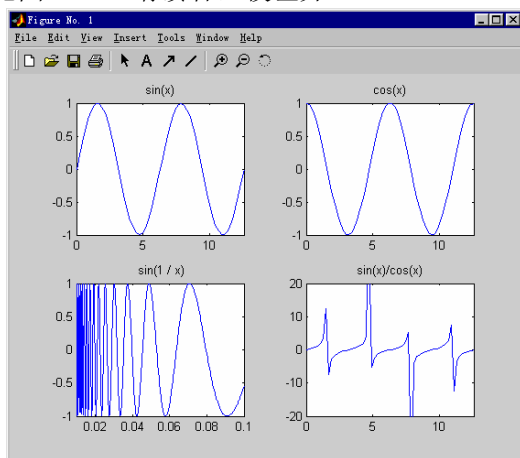 Figure No. 1
File Edit View Insert Tools Window Help
A
sin(x)
1
0.5
0
-0.5
-1
0 5 10
cos(x)
1
0.5
0
-0.5
-1
0 5 10
sin(1 / x)
1
0.5
0
-0.5
-1
0.02 0.04 0.06 0.08 0.1
sin(x)/cos(x)
20
10
0
-10
-20
0 5 10